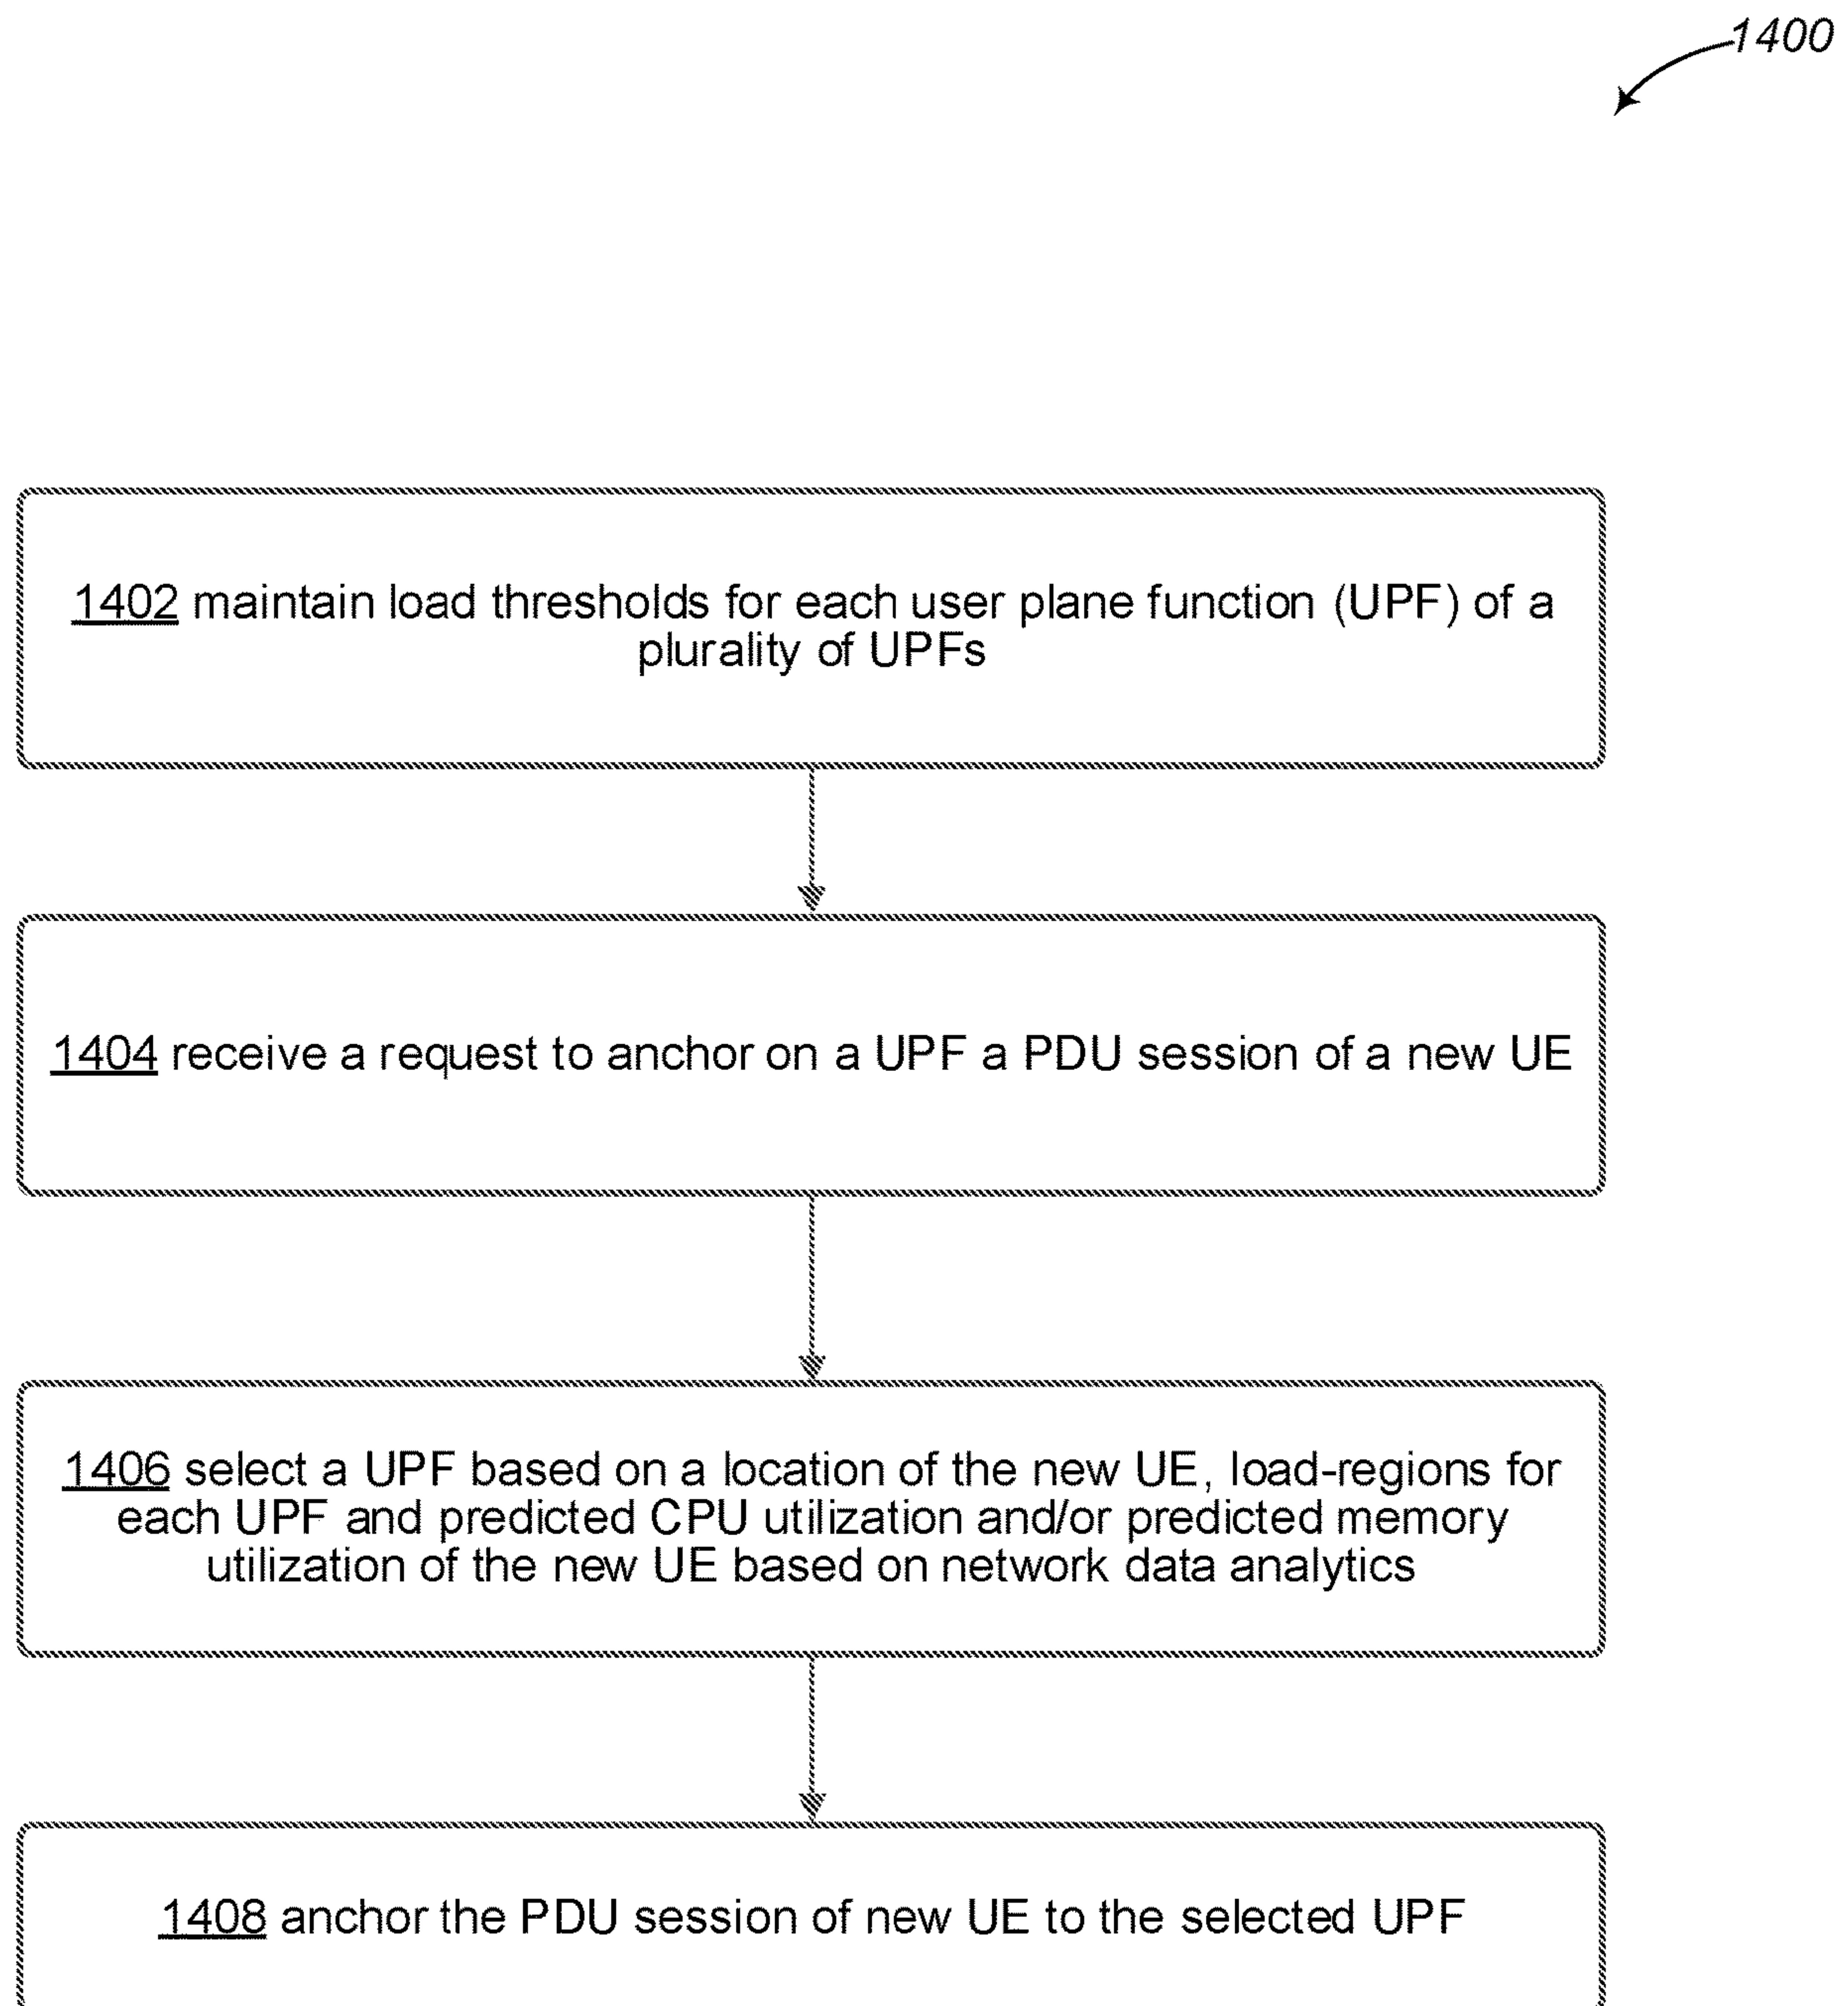 1400
1402 maintain load thresholds for each user plane function (UPF) of a
plurality of UPFs
1404 receive a request to anchor on a UPF a PDU session of a new UE
1406 select a UPF based on a location of the new UE, load-regions for
each UPF and predicted CPU utilization and/or predicted memory
utilization of the new UE based on network data analytics
1408 anchor the PDU session of new UE to the selected UPF